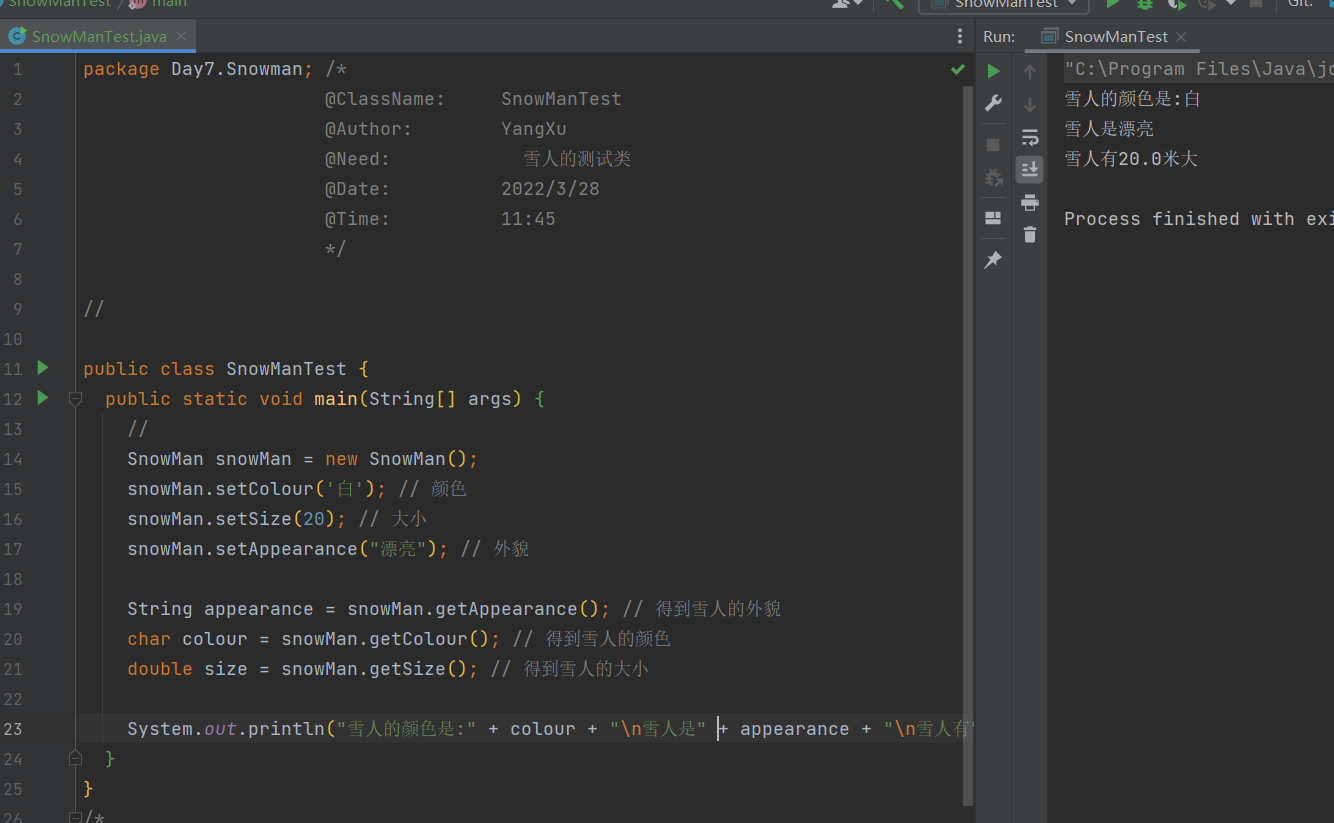 SnowManTest / main
SnowManTest
Git:
SnowManTest.java
Run:
SnowManTest
1 package Day7.Snowman; /*
2 @ClassName: SnowManTest
3 @Author: YangXu
4 @Need: 雪人的测试类
5 @Date: 2022/3/28
6 @Time: 11:45
7 */
8
9 //
10
11 public class SnowManTest {
12 public static void main(String[] args) {
13 //
14 SnowMan snowMan = new SnowMan();
15 snowMan.setColour('白'); // 颜色
16 snowMan.setSize(20); // 大小
17 snowMan.setAppearance("漂亮"); // 外貌
18
19 String appearance = snowMan.getAppearance(); // 得到雪人的外貌
20 char colour = snowMan.getColour(); // 得到雪人的颜色
21 double size = snowMan.getSize(); // 得到雪人的大小
22
23 System.out.println("雪人的颜色是:" + colour + "\n雪人是" + appearance + "\n雪人有"
24 }
25 }
26 /*
"C:\Program Files\Java\
雪人的颜色是:白
雪人是漂亮
雪人有20.0米大
Process finished with